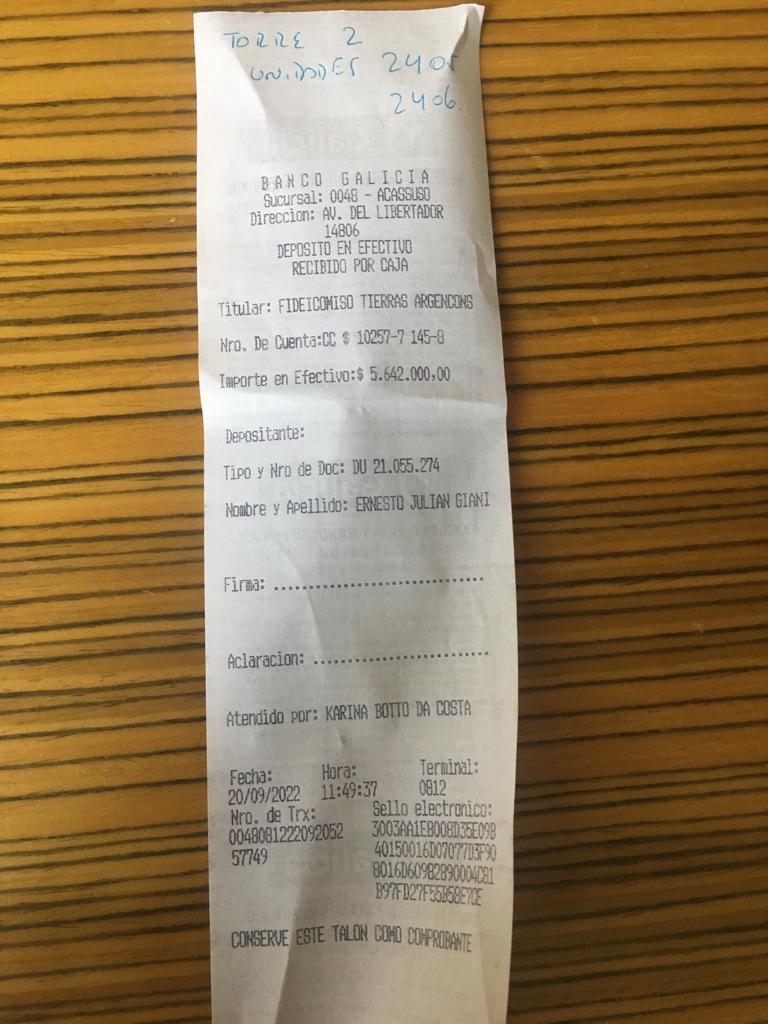 TORRE 2
UNIDADES 2405
2406.
BANCO GALICIA
Sucursal: 0048 - ACASSUSO
Direccion: AV. DEL LIBERTADOR
14806
DEPOSITO EN EFECTIVO
RECIBIDO POR CAJA
Titular: FIDEICOMISO TIERRAS ARGENCONS
Nro. De Cuenta:CC $ 10257-7 145-8
Importe en Efectivo:$ 5.642.000,00
Depositante:
Tipo y Nro de Doc: DU 21.055.274
Nombre y Apellido: ERNESTO JULIAN GIANI
Firma: ..............................
Aclaracion: .........................
Atendido por: KARINA BOTTO DA COSTA
Fecha: Hora: Terminal:
20/09/2022 11:49:37 0812
Nro. de Trx: Sello electronico:
0048081222092052 3003AA1E8008D35E09B
57749 40150016D07077D3F90
8016D60982890004C81
B97FD27F55B58E7CE
CONSERVE ESTE TALON COMO COMPROBANTE